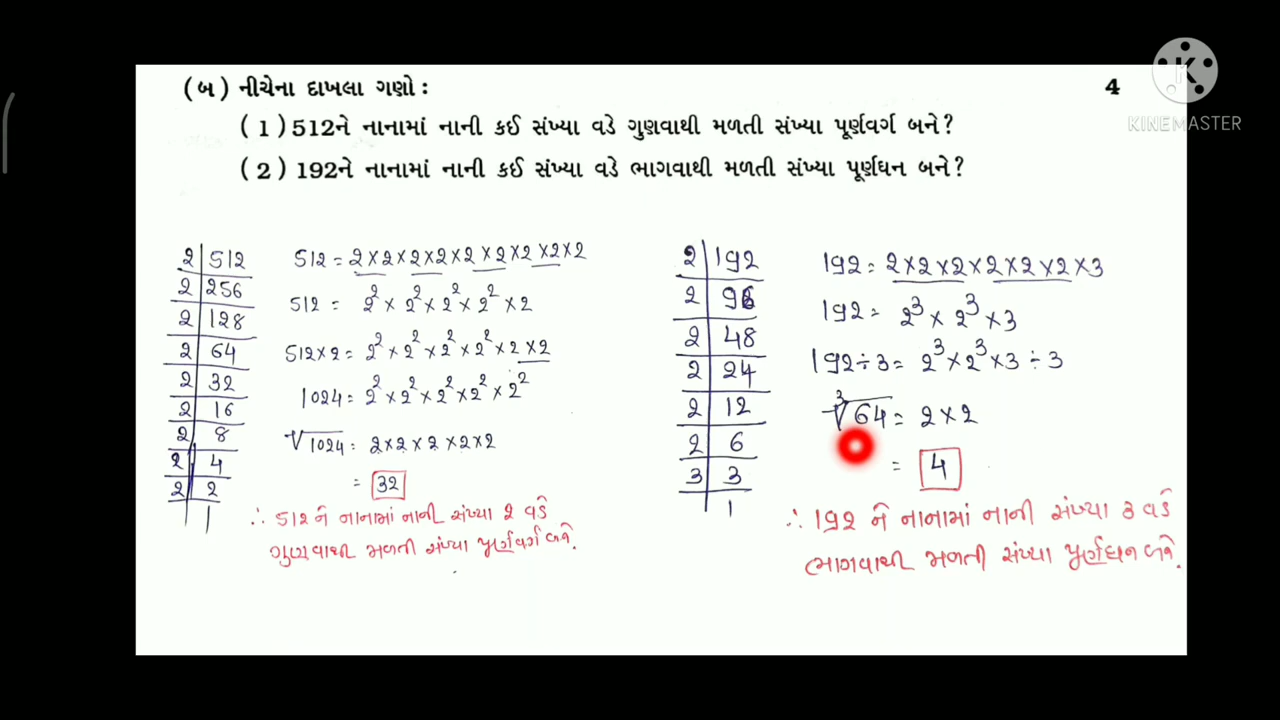 (બ) નીચેના દાખલા ગણો : 4
KINEMASTER
(1) 512ને નાનામાં નાની કઈ સંખ્યા વડે ગુણવાથી મળતી સંખ્યા પૂર્ણવર્ગ બને?
(2) 192ને નાનામાં નાની કઈ સંખ્યા વડે ભાગવાથી મળતી સંખ્યા પૂર્ણઘન બને?
2 | 512
2 | 256
2 | 128
2 | 64
2 | 32
2 | 16
2 | 8
2 | 4
2 | 2
1
512 = 2×2×2×2×2×2×2×2×2
512 = 2² × 2² × 2² × 2² × 2
512×2 = 2² × 2² × 2² × 2² × 2 × 2
1024 = 2² × 2² × 2² × 2² × 2²
√1024 = 2×2×2×2×2
= 32
∴ 512 ને નાનામાં નાની સંખ્યા 2 વડે
ગુણવાથી મળતી સંખ્યા પૂર્ણવર્ગ બને.
2 | 192
2 | 96
2 | 48
2 | 24
2 | 12
2 | 6
3 | 3
1
192 = 2×2×2×2×2×2×3
192 = 2³ × 2³ × 3
192÷3 = 2³ × 2³ × 3 ÷ 3
∛64 = 2×2
= 4
∴ 192 ને નાનામાં નાની સંખ્યા 3 વડે
ભાગવાથી મળતી સંખ્યા પૂર્ણઘન બને.